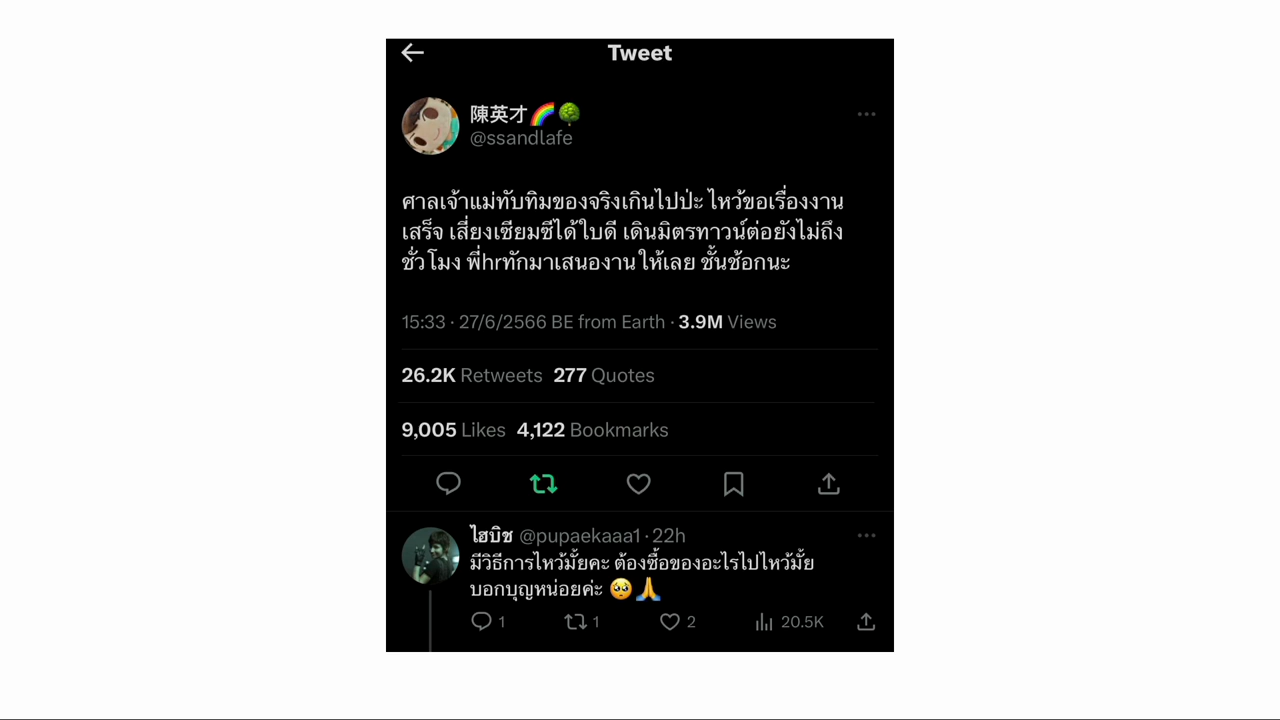 Tweet
陳英才🌈🌳
@ssandlafe
ศาลเจ้าแม่ทับทิมของจริงเกินไปป่ะ ไหว้ขอเรื่องงาน
เสร็จ เสี่ยงเซียมซีได้ใบดี เดินมิตรทาวน์ต่อยังไม่ถึง
ชั่วโมง พี่hrทักมาเสนองานให้เลย ชั้นช้อกนะ
15:33 · 27/6/2566 BE from Earth · 3.9M Views
26.2K Retweets 277 Quotes
9,005 Likes 4,122 Bookmarks
ไฮบิช @pupaekaaa1 · 22h
มีวิธีการไหว้มั้ยคะ ต้องซื้อของอะไรไปไหว้มั้ย
บอกบุญหน่อยค่ะ 🥺🙏
1 1 2 20.5K